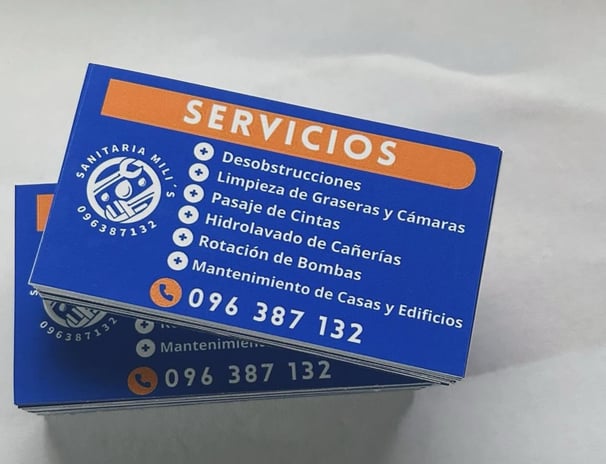 SERVICIOS
SANITARIA MILI´S
096387132
Desobstrucciones
Limpieza de Graseras y Cámaras
Pasaje de Cintas
Hidrolavado de Cañerías
Rotación de Bombas
Mantenimiento de Casas y Edificios
096 387 132
096387132
Mantenimien
096 387 132